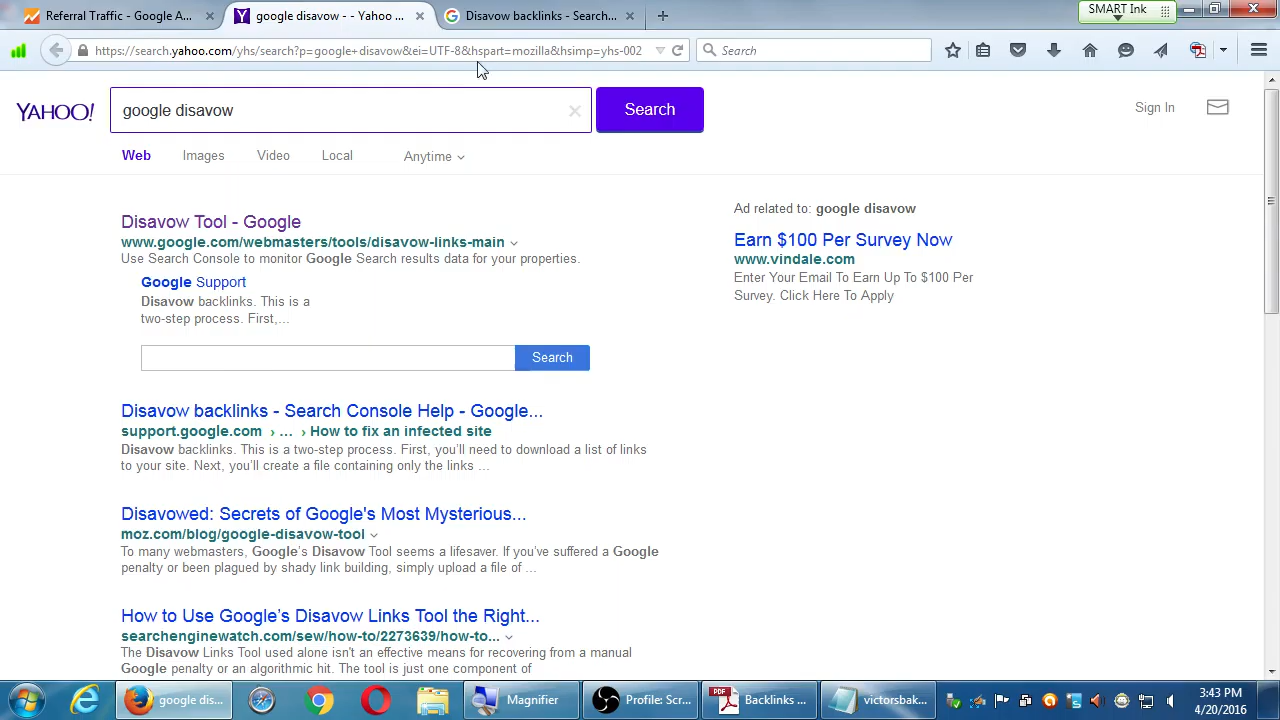 Referral Traffic - Google A...
google disavow - - Yahoo ...
Disavow backlinks - Search...
SMART Ink
https://search.yahoo.com/yhs/search?p=google+disavow&ei=UTF-8&hspart=mozilla&hsimp=yhs-002
Search
YAHOO!
google disavow
Search
Sign In
Web
Images
Video
Local
Anytime
Disavow Tool - Google
www.google.com/webmasters/tools/disavow-links-main
Use Search Console to monitor Google Search results data for your properties.
Google Support
Disavow backlinks. This is a
two-step process. First,...
Search
Disavow backlinks - Search Console Help - Google...
support.google.com › ... › How to fix an infected site
Disavow backlinks. This is a two-step process. First, you'll need to download a list of links
to your site. Next, you'll create a file containing only the links ...
Disavowed: Secrets of Google's Most Mysterious...
moz.com/blog/google-disavow-tool
To many webmasters, Google's Disavow Tool seems a lifesaver. If you've suffered a Google
penalty or been plagued by shady link building, simply upload a file of ...
How to Use Google's Disavow Links Tool the Right...
searchenginewatch.com/sew/how-to/2273639/how-to...
The Disavow Links Tool used alone isn't an effective means for recovering from a manual
Google penalty or an algorithmic hit. The tool is just one component of
Ad related to: google disavow
Earn $100 Per Survey Now
www.vindale.com
Enter Your Email To Earn Up To $100 Per
Survey. Click Here To Apply
google dis...
Magnifier
Profile: Scr...
PDF
Backlinks ...
victorsbak...
3:43 PM
4/20/2016